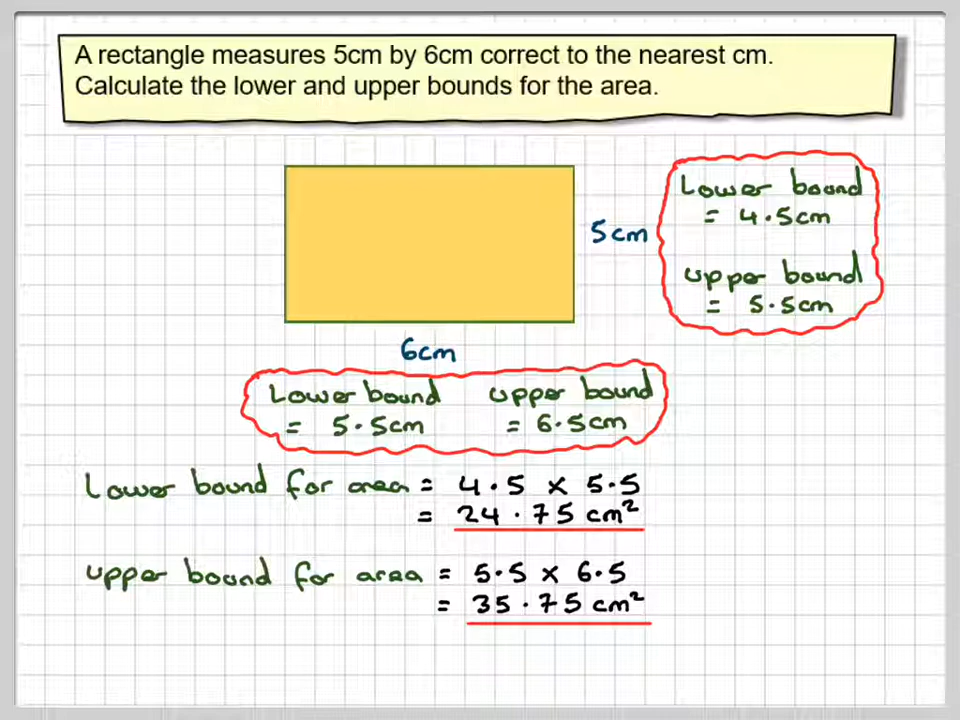 A rectangle measures 5cm by 6cm correct to the nearest cm.
Calculate the lower and upper bounds for the area.
Lower bound
= 4.5cm
5cm
upper bound
= 5.5cm
6cm
Lower bound
= 5.5cm
upper bound
= 6.5cm
Lower bound for area = 4.5 x 5.5
= 24.75 cm²
upper bound for area = 5.5 x 6.5
= 35.75 cm²